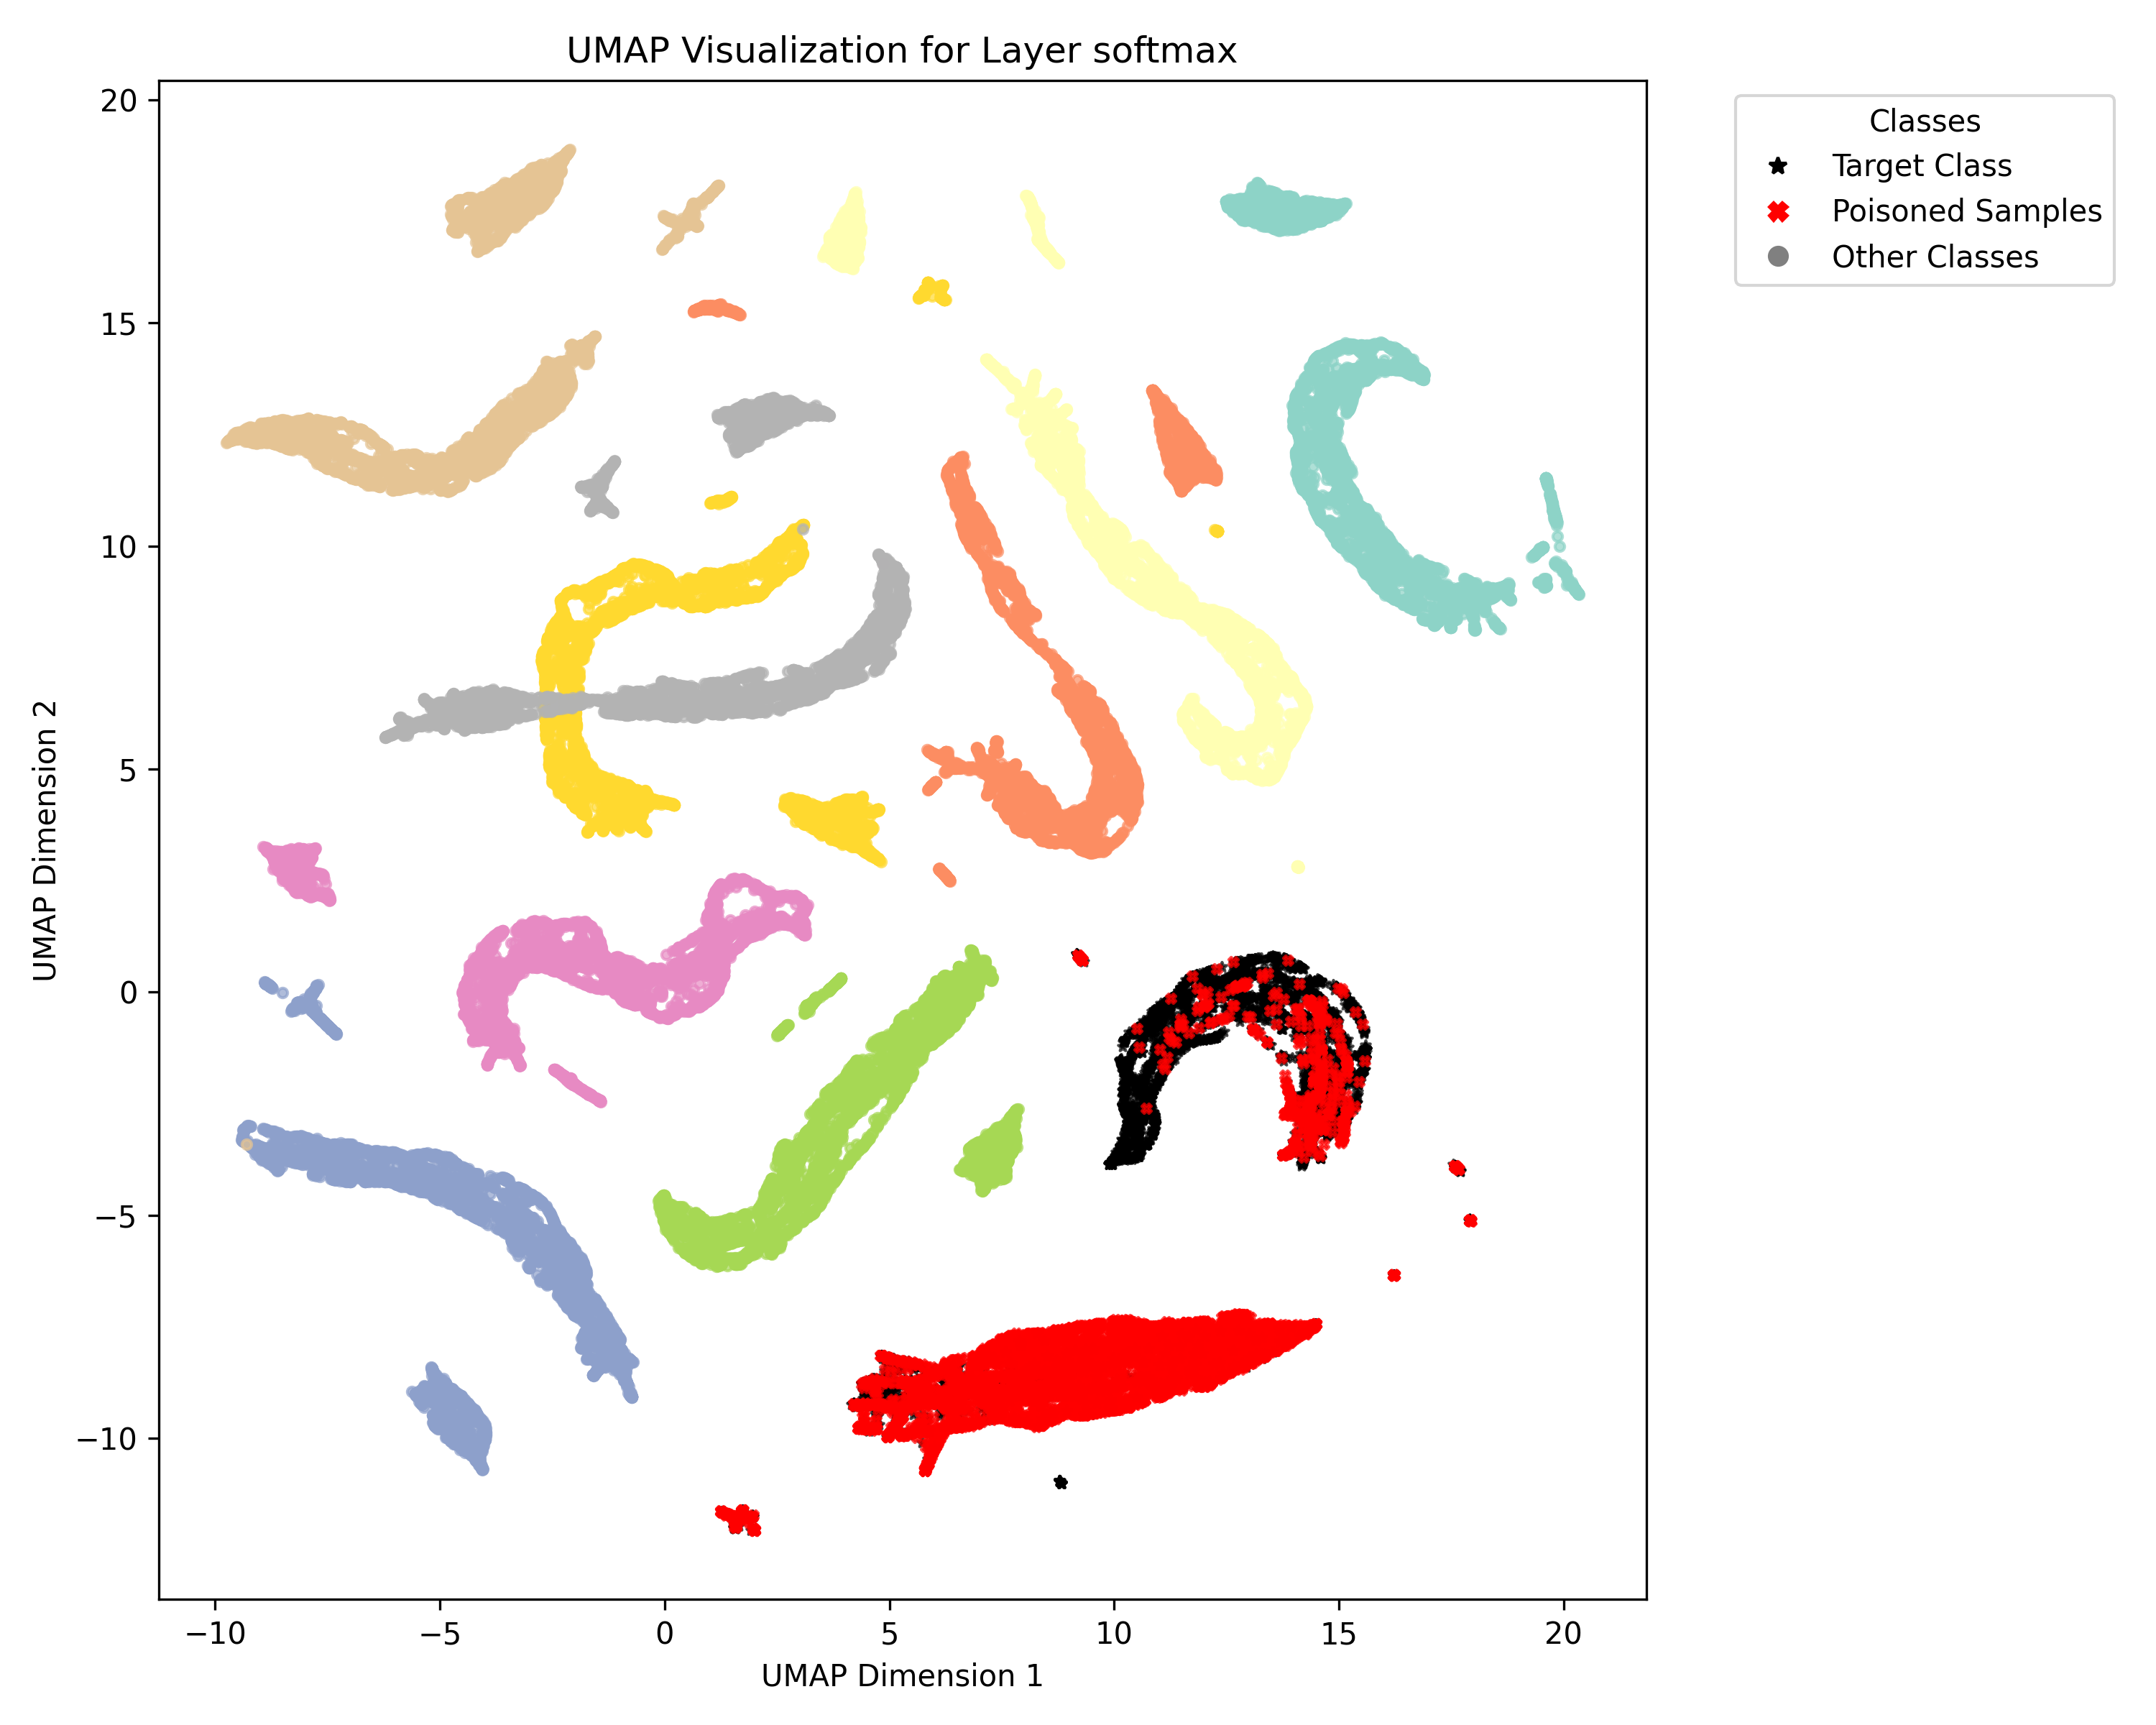 UMAP Visualization for Layer softmax
Classes
Target Class
Poisoned Samples
Other Classes
20
15
10
5
0
−5
−10
UMAP Dimension 2
−10
−5
0
5
10
15
20
UMAP Dimension 1